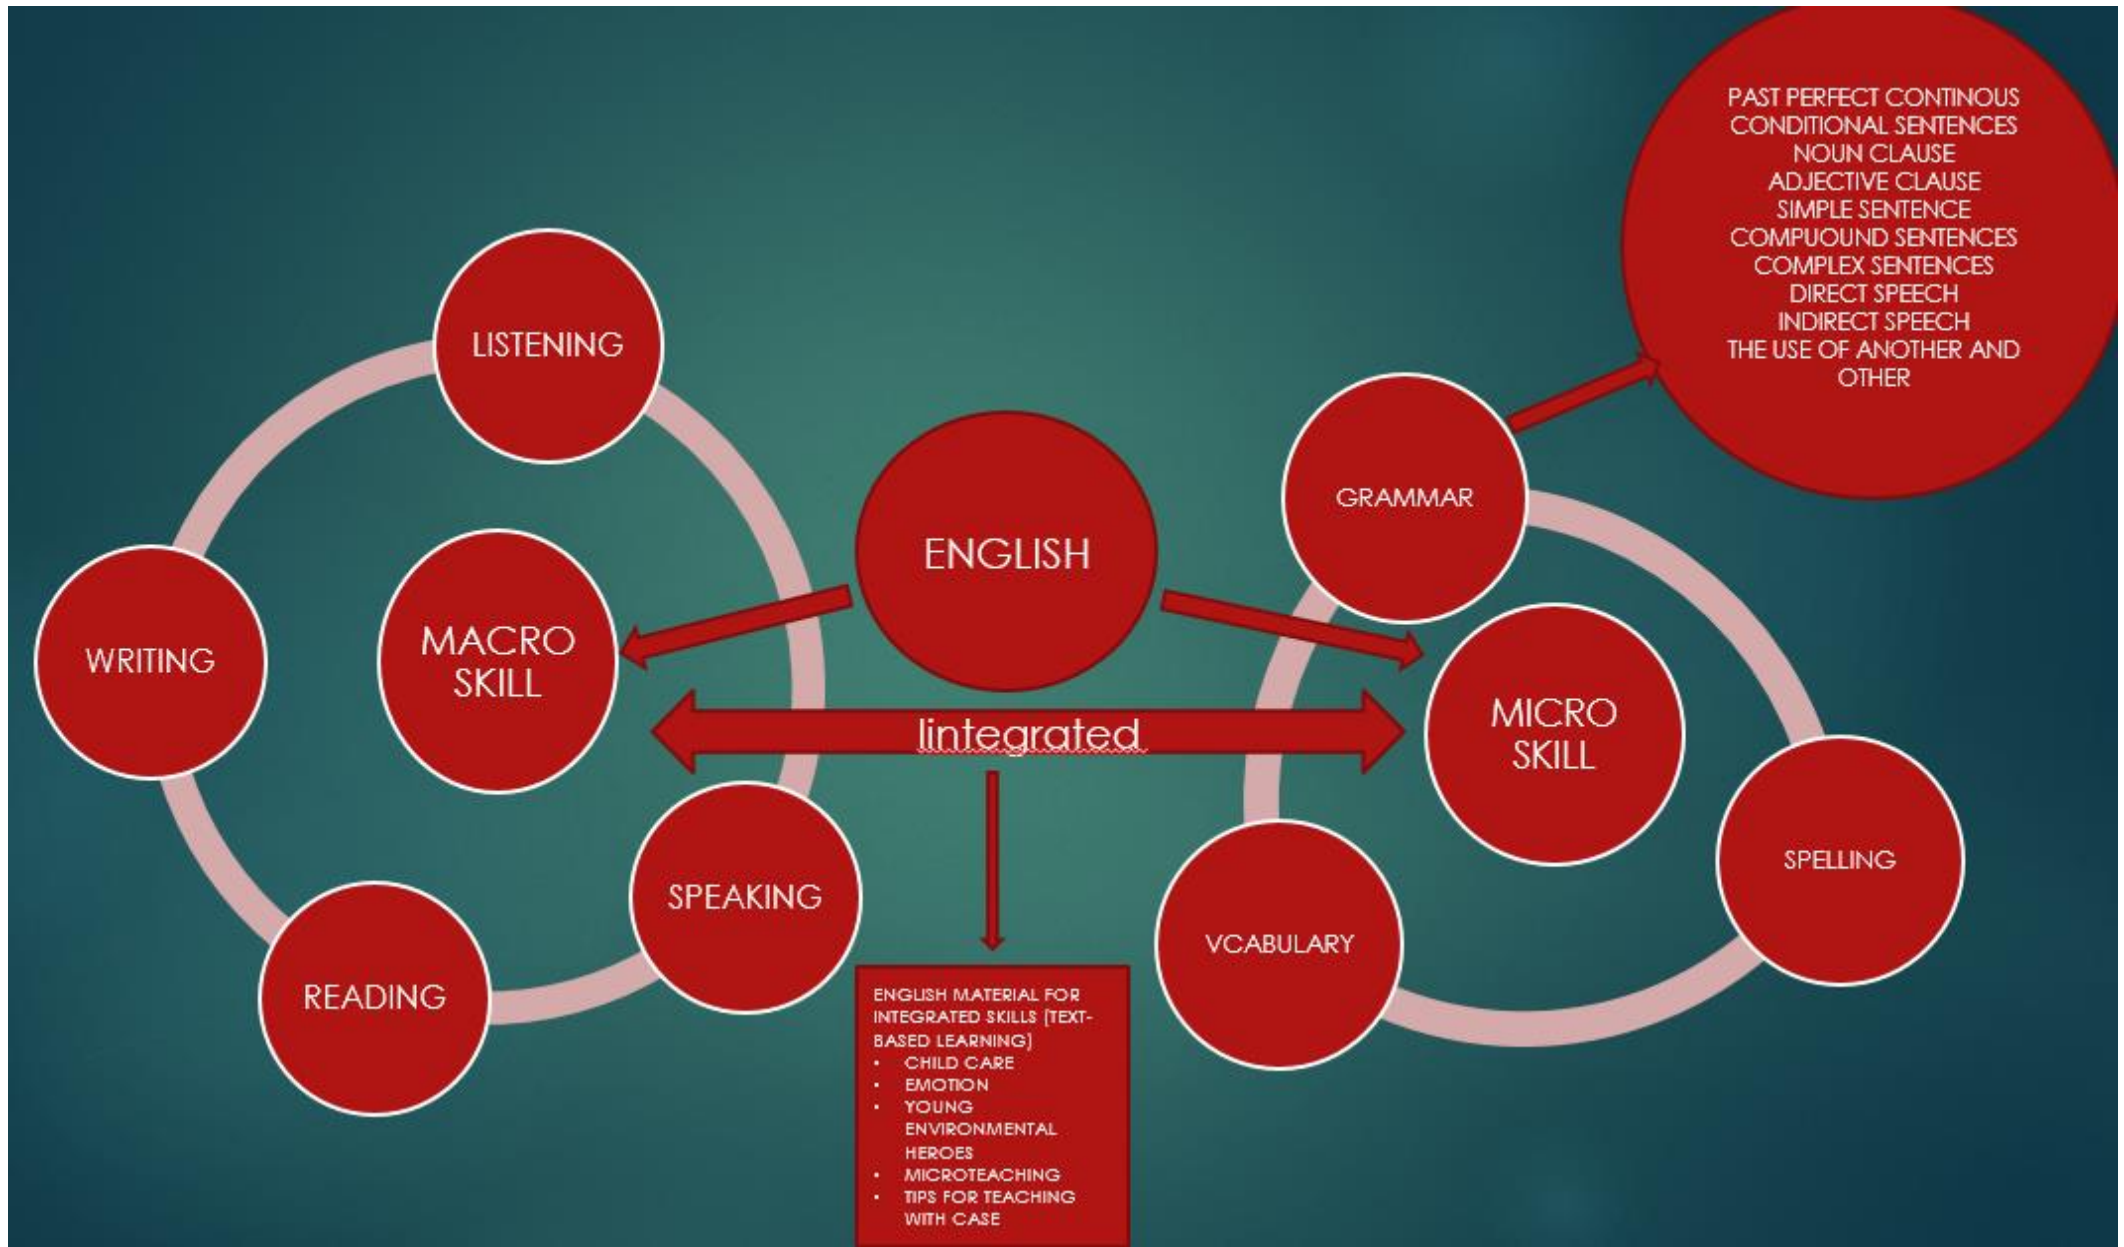 PAST PERFECT CONTINOUS
CONDITIONAL SENTENCES
NOUN CLAUSE
ADJECTIVE CLAUSE
SIMPLE SENTENCE
COMPUOUND SENTENCES
COMPLEX SENTENCES
DIRECT SPEECH
INDIRECT SPEECH
THE USE OF ANOTHER AND
OTHER
LISTENING
GRAMMAR
ENGLISH
WRITING
MACRO
SKILL
MICRO
SKILL
lintegrated
SPELLING
SPEAKING
VCABULARY
READING
ENGLISH MATERIAL FOR
INTEGRATED SKILLS [TEXT-
BASED LEARNING]
• CHILD CARE
• EMOTION
• YOUNG
ENVIRONMENTAL
HEROES
• MICROTEACHING
• TIPS FOR TEACHING
WITH CASE